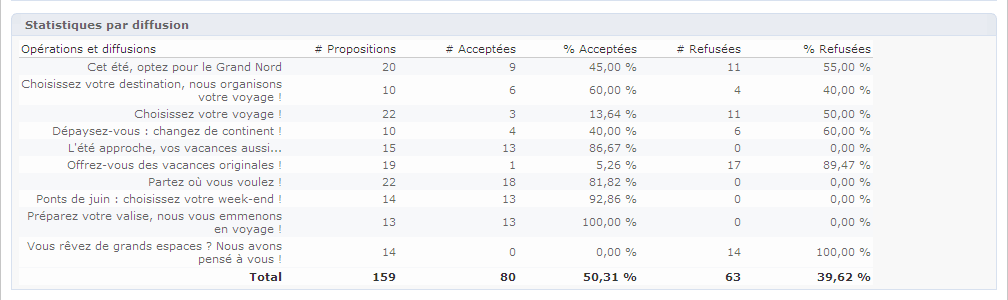 Statistiques par diffusion
Opérations et diffusions # Propositions # Acceptées % Acceptées # Refusées % Refusées
Cet été, optez pour le Grand Nord 20 9 45,00 % 11 55,00 %
Choisissez votre destination, nous organisons
votre voyage ! 10 6 60,00 % 4 40,00 %
Choisissez votre voyage ! 22 3 13,64 % 11 50,00 %
Dépaysez-vous : changez de continent ! 10 4 40,00 % 6 60,00 %
L'été approche, vos vacances aussi... 15 13 86,67 % 0 0,00 %
Offrez-vous des vacances originales ! 19 1 5,26 % 17 89,47 %
Partez où vous voulez ! 22 18 81,82 % 0 0,00 %
Ponts de juin : choisissez votre week-end ! 14 13 92,86 % 0 0,00 %
Préparez votre valise, nous vous emmenons
en voyage ! 13 13 100,00 % 0 0,00 %
Vous rêvez de grands espaces ? Nous avons
pensé à vous ! 14 0 0,00 % 14 100,00 %
Total 159 80 50,31 % 63 39,62 %